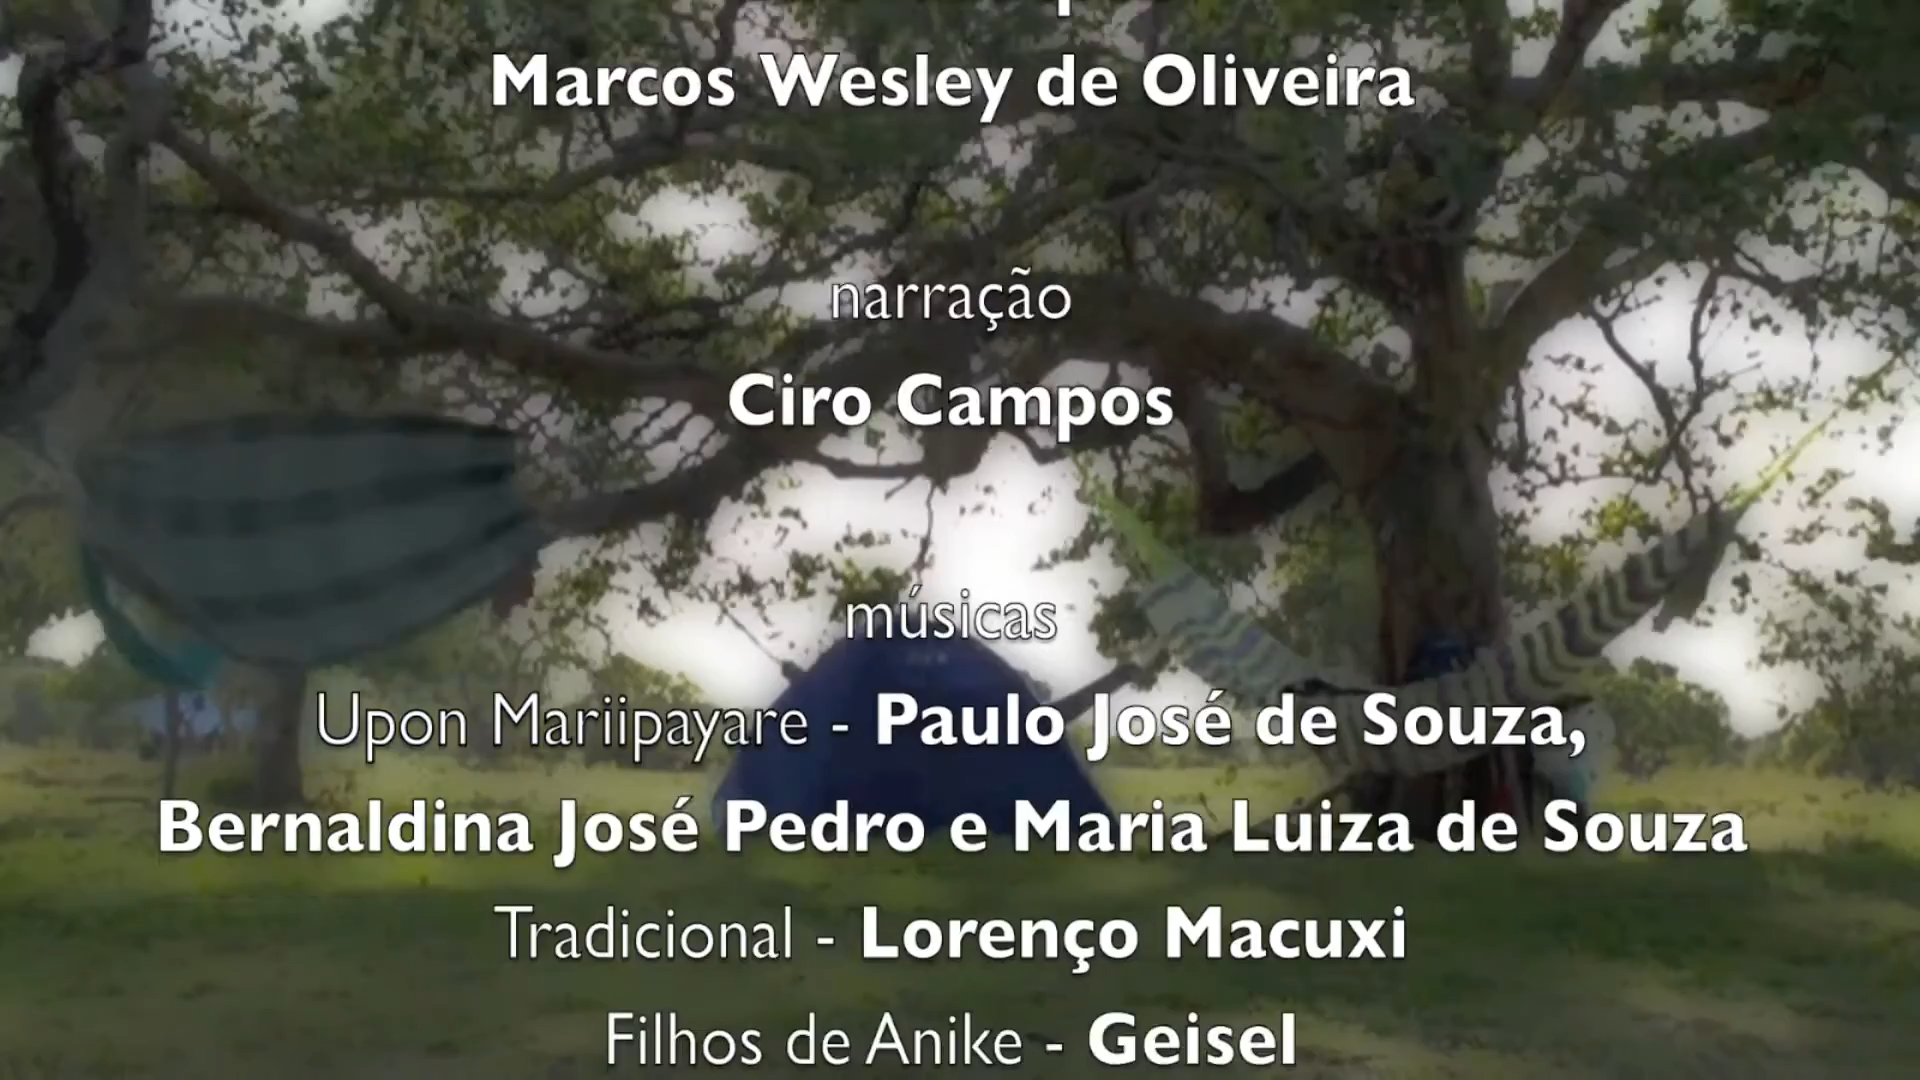 Marcos Wesley de Oliveira
narração
Ciro Campos
músicas
Upon Mariipayare - Paulo José de Souza,
Bernaldina José Pedro e Maria Luiza de Souza
Tradicional - Lorenço Macuxi
Filhos de Anike - Geisel